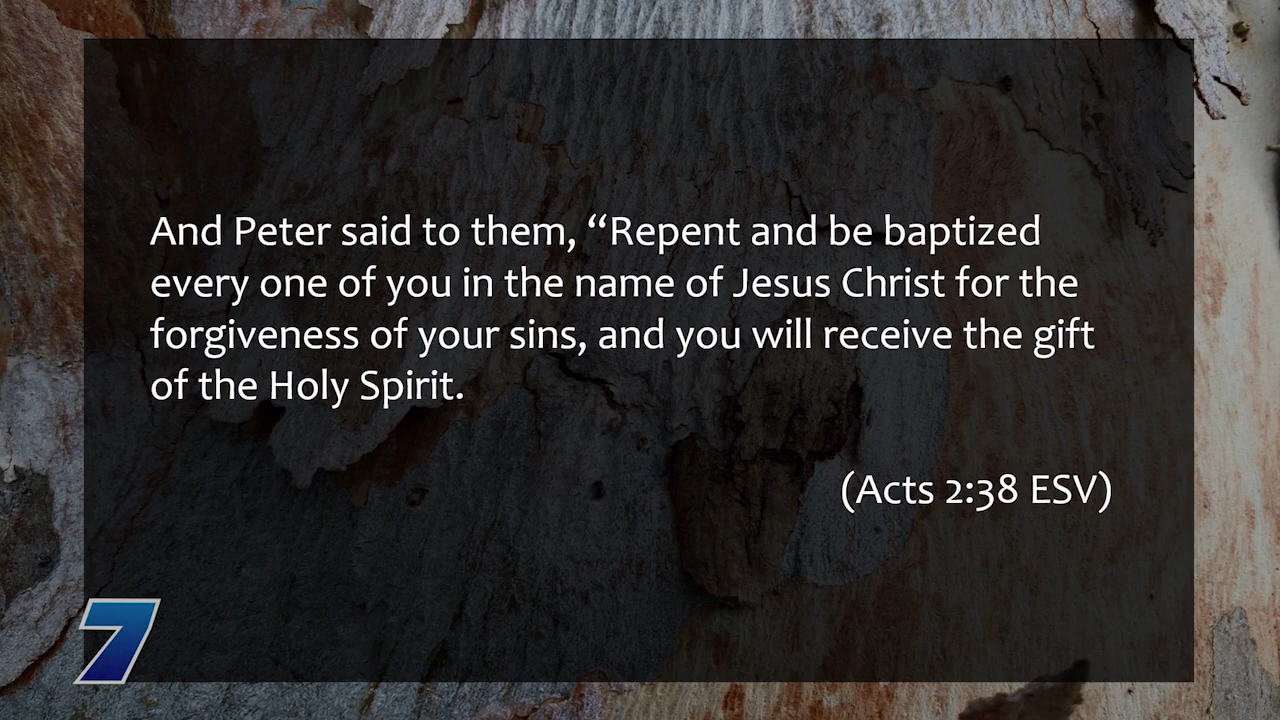 And Peter said to them, “Repent and be baptized
every one of you in the name of Jesus Christ for the
forgiveness of your sins, and you will receive the gift
of the Holy Spirit.
(Acts 2:38 ESV)
7